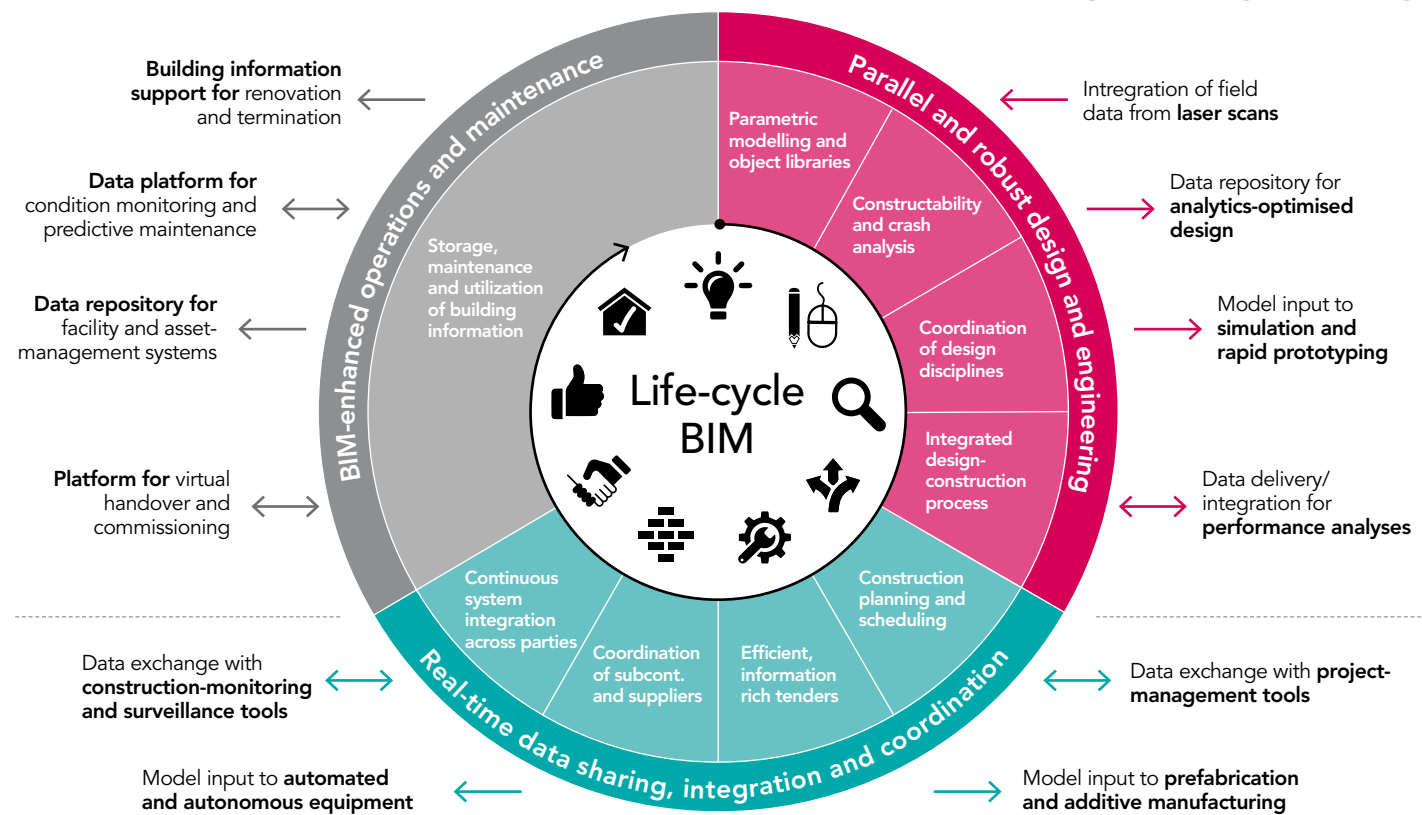 BIM-enhanced operations and maintenance
Parallel and robust design and engineering
Real-time data sharing, integration and coordination
Building information
support for renovation
and termination
Data platform for
condition monitoring and
predictive maintenance
Data repository for
facility and asset-
management systems
Platform for virtual
handover and
commissioning
Storage,
maintenance
and utilization
of building
information
Parametric
modelling and
object libraries
Constructability
and crash
analysis
Coordination
of design
disciplines
Integrated
design-
construction
process
Life-cycle
BIM
Intregration of field
data from laser scans
Data repository for
analytics-optimised
design
Model input to
simulation and
rapid prototyping
Data delivery/
integration for
performance analyses
Continuous
system
integration
across parties
Coordination
of subcont.
and suppliers
Efficient,
information
rich tenders
Construction
planning and
scheduling
Data exchange with
construction-monitoring
and surveillance tools
Model input to automated
and autonomous equipment
Data exchange with project-
management tools
Model input to prefabrication
and additive manufacturing